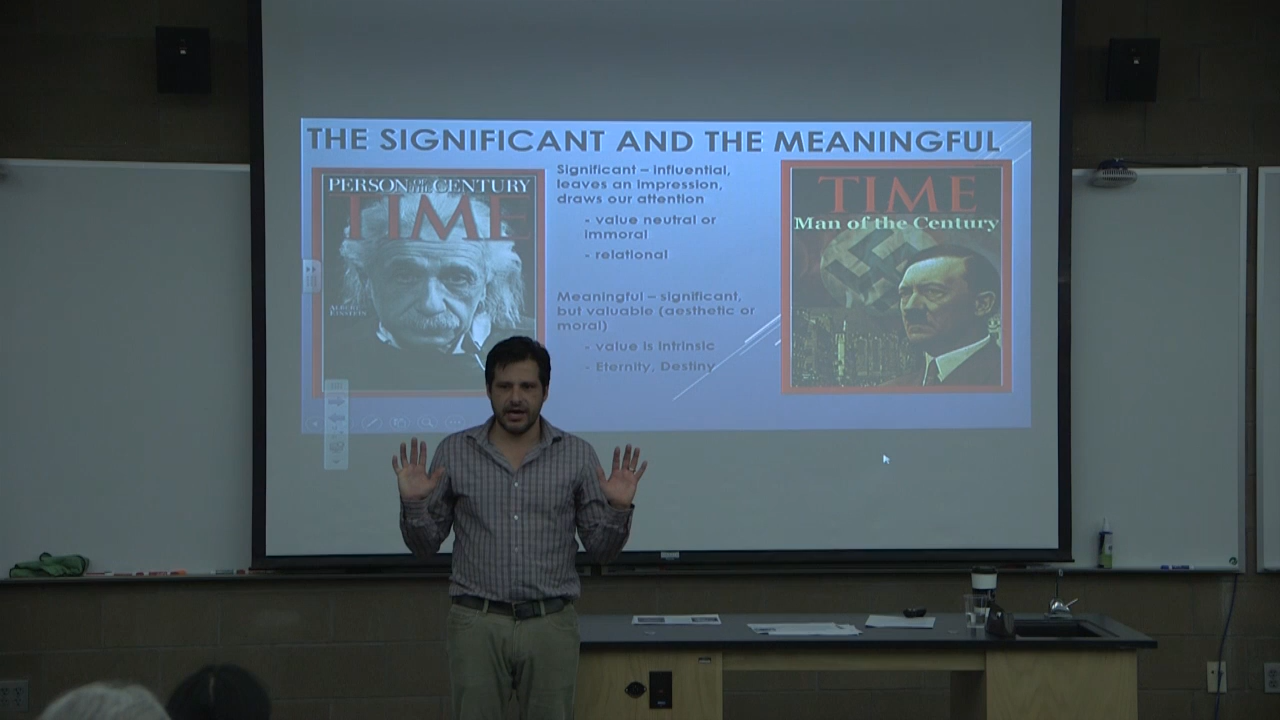 THE SIGNIFICANT AND THE MEANINGFUL
PERSON OF THE CENTURY
TIME
ALBERT
EINSTEIN
Significant – influential,
leaves an impression,
draws our attention
- value neutral or
immoral
- relational
Meaningful – significant,
but valuable (aesthetic or
moral)
- value is intrinsic
- Eternity, Destiny
TIME
Man of the Century